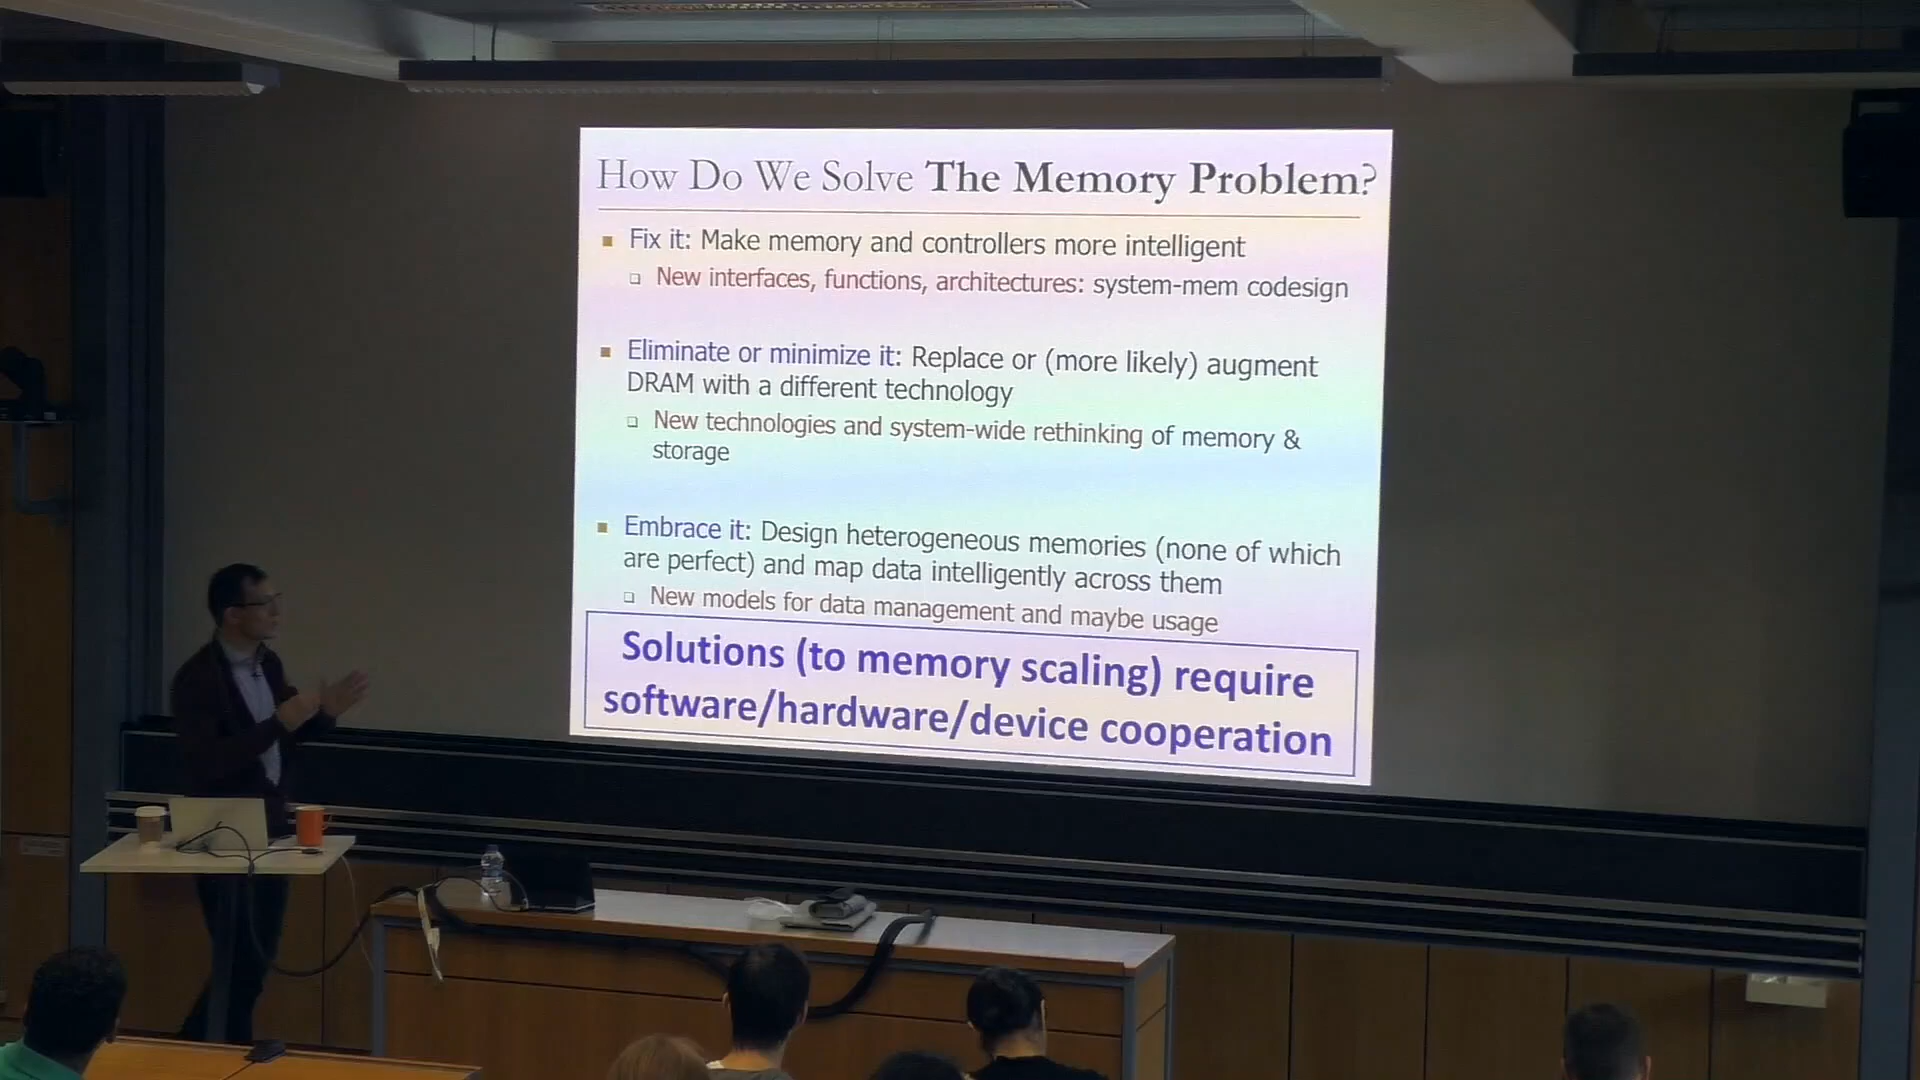 How Do We Solve The Memory Problem?
Fix it: Make memory and controllers more intelligent
New interfaces, functions, architectures: system-mem codesign
Eliminate or minimize it: Replace or (more likely) augment
DRAM with a different technology
New technologies and system-wide rethinking of memory &
storage
Embrace it: Design heterogeneous memories (none of which
are perfect) and map data intelligently across them
New models for data management and maybe usage
Solutions (to memory scaling) require
software/hardware/device cooperation